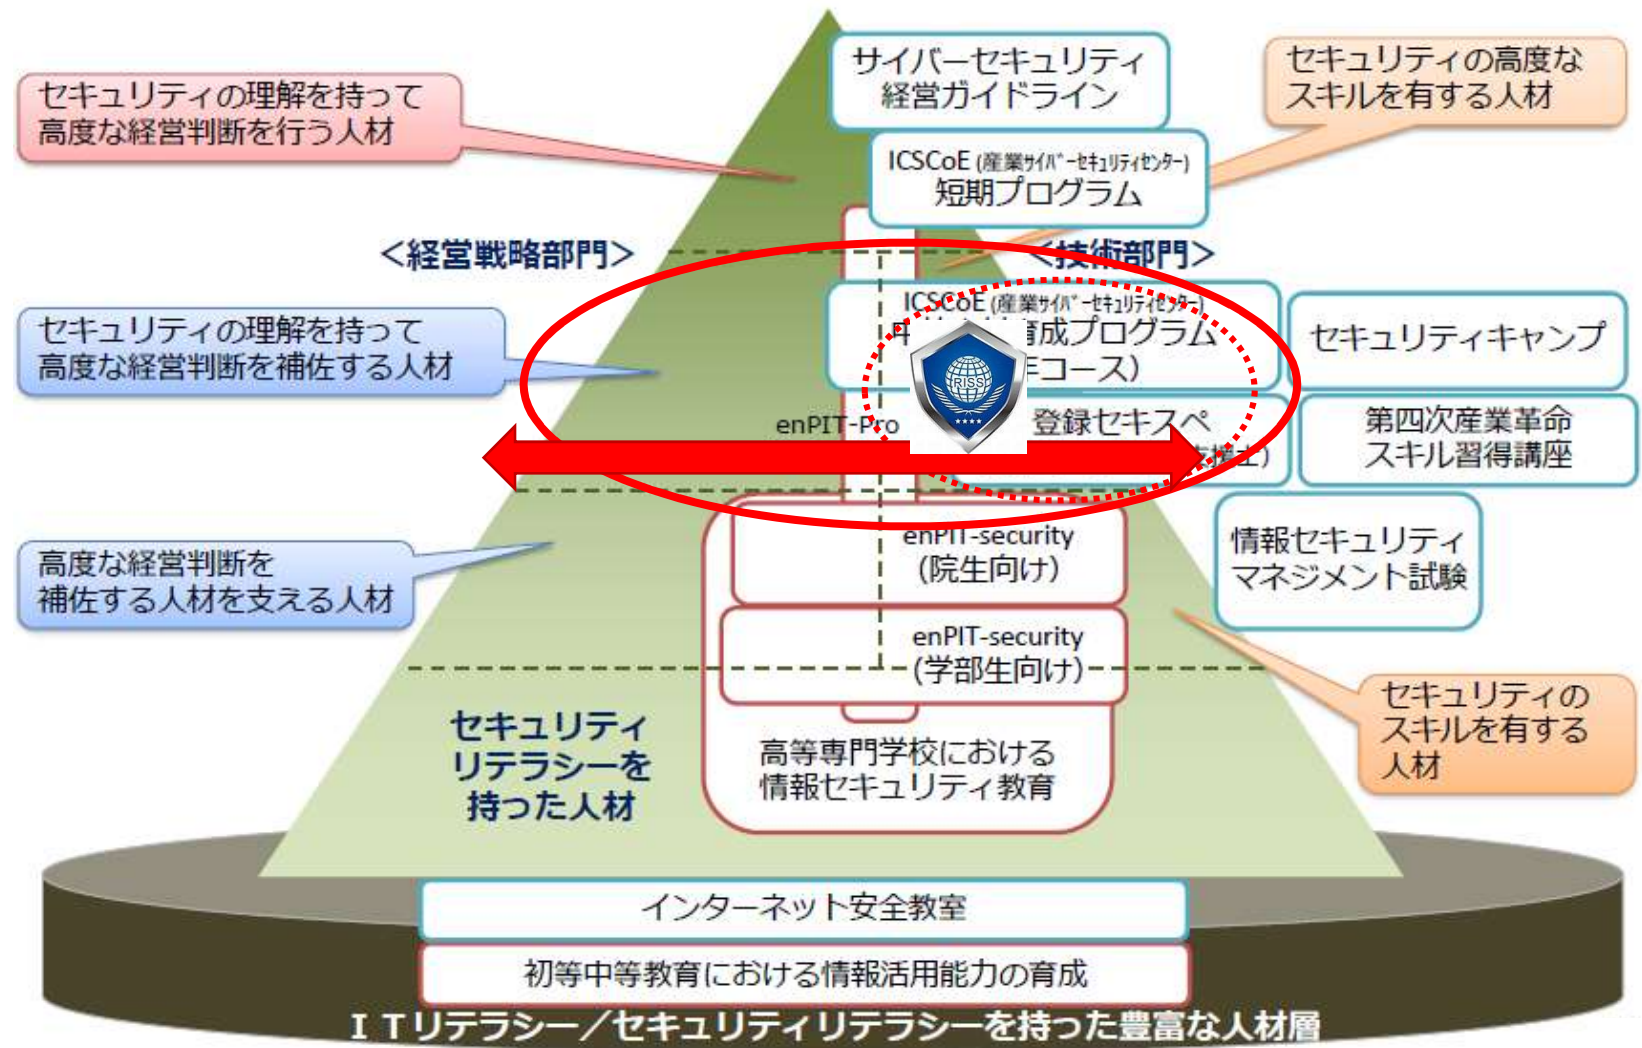 サイバーセキュリティ
経営ガイドライン
セキュリティの高度な
スキルを有する人材
セキュリティの理解を持って
高度な経営判断を行う人材
ICSCoE (産業ｻｲﾊﾞｰｾｷｭﾘﾃｨｾﾝﾀｰ)
短期プログラム
＜経営戦略部門＞
＜技術部門＞
ICSCoE (産業ｻｲﾊﾞｰｾｷｭﾘﾃｨｾﾝﾀｰ)
育成プログラム
コース）
セキュリティキャンプ
セキュリティの理解を持って
高度な経営判断を補佐する人材
RISS
enPIT-Pro
登録セキスペ
支援士）
第四次産業革命
スキル習得講座
enPIT-security
（院生向け）
情報セキュリティ
マネジメント試験
高度な経営判断を
補佐する人材を支える人材
enPIT-security
（学部生向け）
セキュリティの
スキルを有する
人材
セキュリティ
リテラシーを
持った人材
高等専門学校における
情報セキュリティ教育
インターネット安全教室
初等中等教育における情報活用能力の育成
ＩＴリテラシー／セキュリティリテラシーを持った豊富な人材層